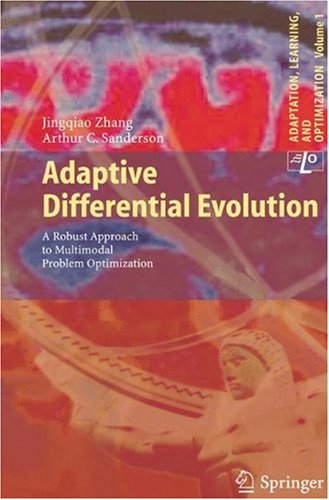 Jingqiao Zhang
Arthur C. Sanderson
ADAPTATION, LEARNING,
AND
OPTIMIZATION Volume 1
Adaptive
Differential Evolution
A Robust Approach
to Multimodal
Problem Optimization
Springer